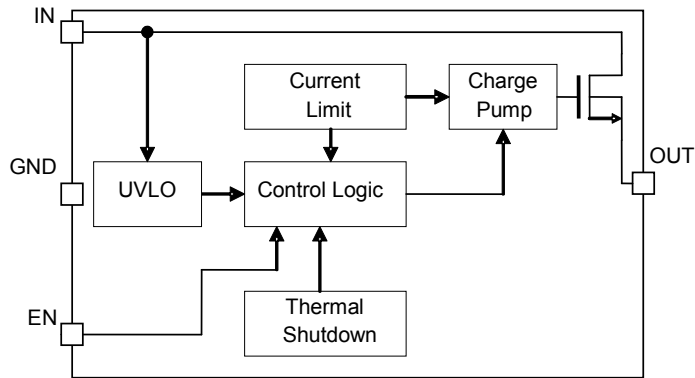 IN
Current
Limit
Charge
Pump
GND
OUT
UVLO
Control Logic
EN
Thermal
Shutdown